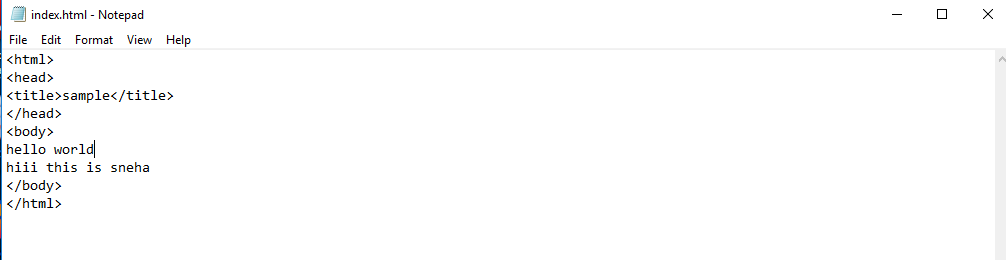 index.html - Notepad
File Edit Format View Help
<html>
<head>
<title>sample</title>
</head>
<body>
hello world
hiii this is sneha
</body>
</html>